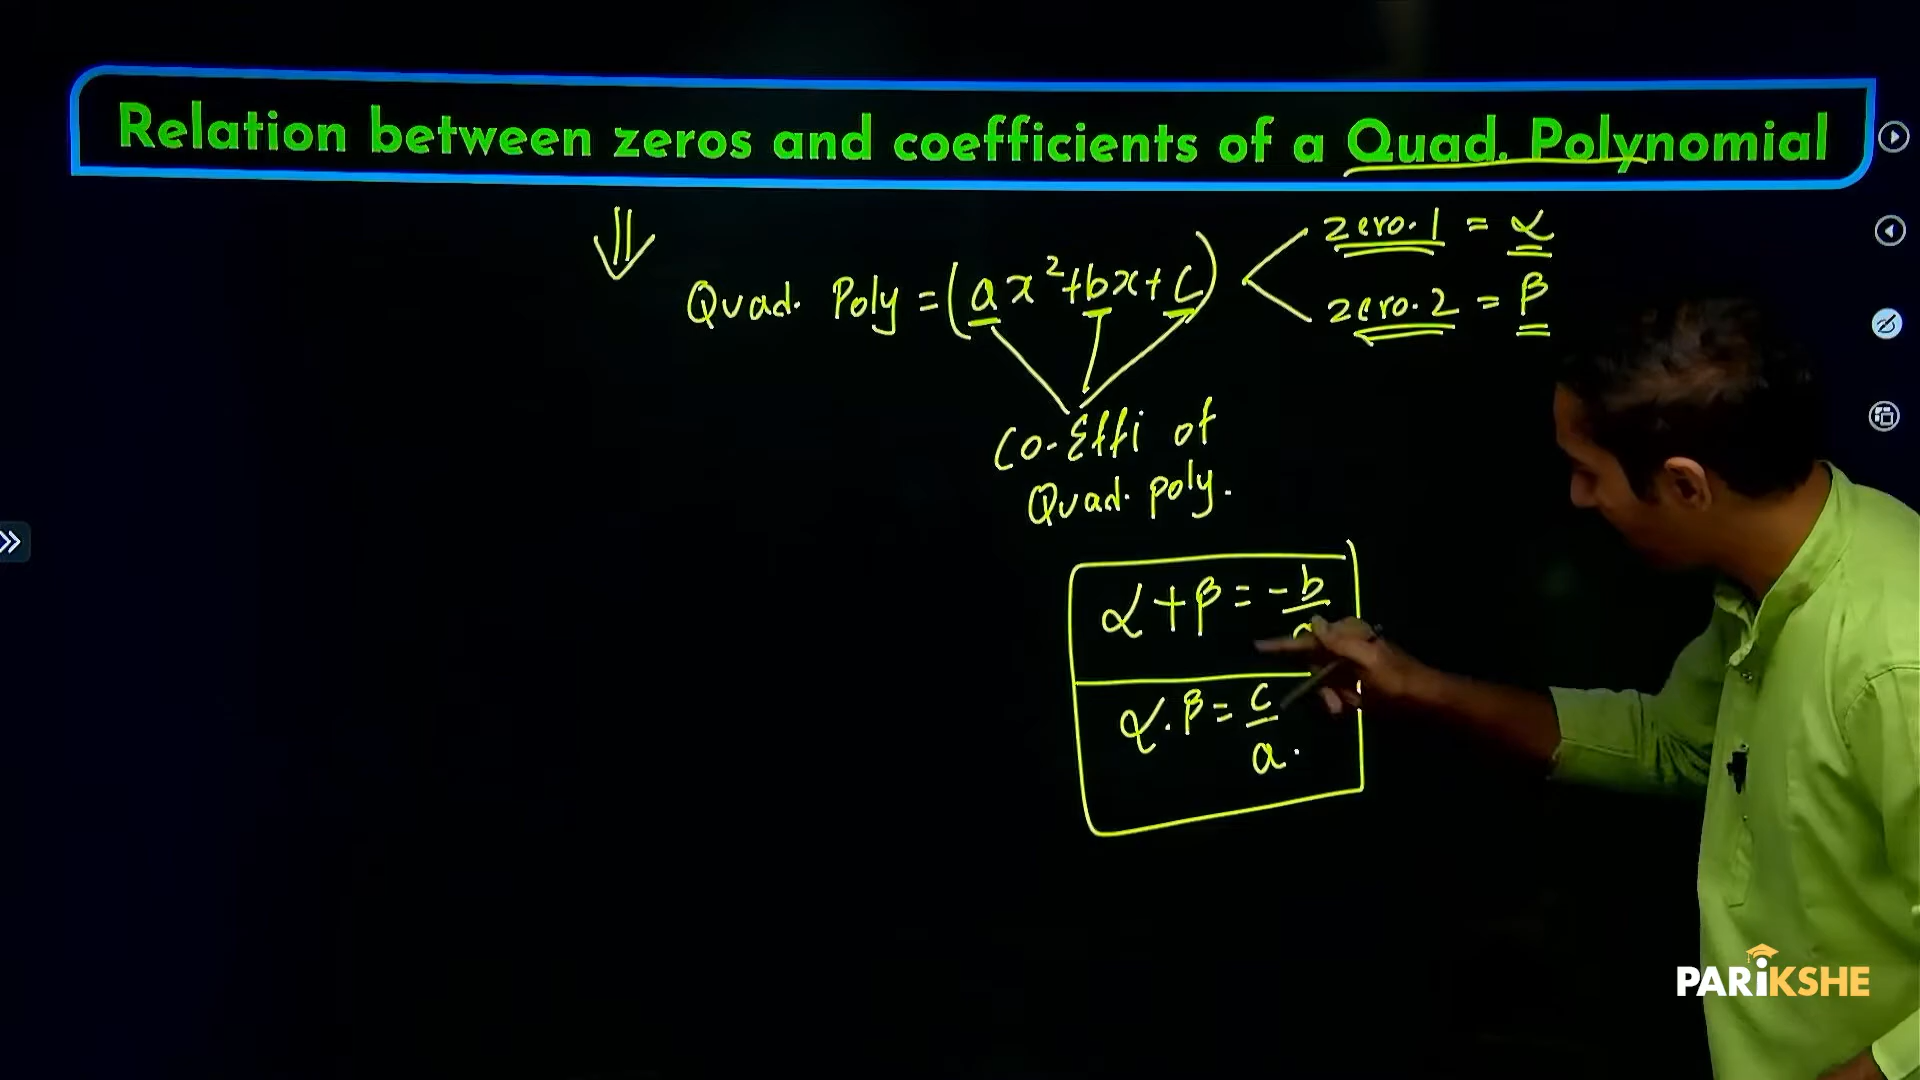 Relation between zeros and coefficients of a Quad. Polynomial
zero.1 = α
Quad. Poly = (ax²+bx+c)
zero.2 = β
Co-Effi of
Quad. poly.
α+β = -b/
α.β = c/a.
PARiKSHE